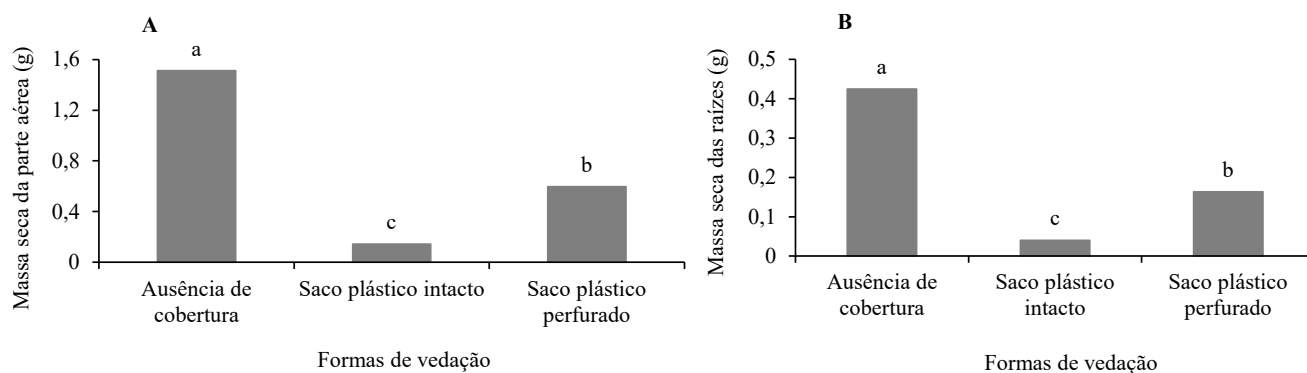 A
a
Massa seca da parte aérea (g)
1,6
1,2
0,8
0,4
0
c
b
Ausência de
cobertura
Saco plástico intacto
Saco plástico
perfurado
Formas de vedação
B
a
Massa seca das raízes (g)
0,5
0,4
0,3
0,2
0,1
0
c
b
Ausência de
cobertura
Saco plástico
intacto
Saco plástico
perfurado
Formas de vedação